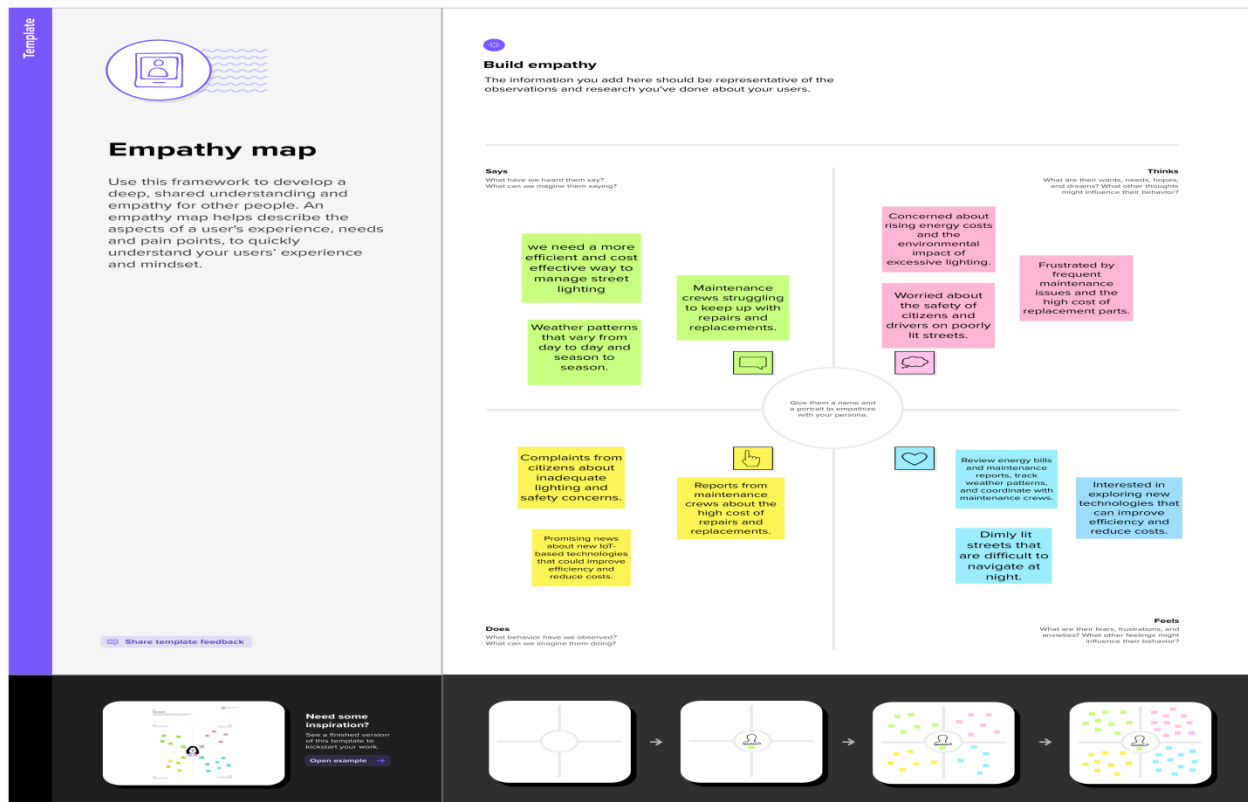 Template
Empathy map
Use this framework to develop a
deep, shared understanding and
empathy for other people. An
empathy map helps describe the
aspects of a user's experience, needs
and pain points, to quickly
understand your users' experience
and mindset.
Share template feedback
Build empathy
The information you add here should be representative of the
observations and research you've done about your users.
Says
What have we heard them say?
What can we imagine them saying?
we need a more
efficient and cost
effective way to
manage street
lighting
Maintenance
crews struggling
to keep up with
repairs and
replacements.
Weather patterns
that vary from
day to day and
season to
season.
Thinks
What are their wants, needs, hopes,
and dreams? What other thoughts
might influence their behavior?
Concerned about
rising energy costs
and the
environmental
impact of
excessive lighting.
Frustrated by
frequent
maintenance
issues and the
high cost of
replacement parts.
Worried about
the safety of
citizens and
drivers on poorly
lit streets.
Give them a name and
a portrait to empathize
with your persona.
Complaints from
citizens about
inadequate
lighting and
safety concerns.
Reports from
maintenance
crews about the
high cost of
repairs and
replacements.
Promising news
about new IoT-
based technologies
that could improve
efficiency and
reduce costs.
Does
What behavior have we observed?
What can we imagine them doing?
Review energy bills
and maintenance
reports, track
weather patterns,
and coordinate with
maintenance crews.
Interested in
exploring new
technologies that
can improve
efficiency and
reduce costs.
Dimly lit
streets that
are difficult to
navigate at
night.
Feels
What are their fears, frustrations, and
anxieties? What other feelings might
influence their behavior?
Need some
inspiration?
See a finished version
of this template to
kickstart your work.
Open example